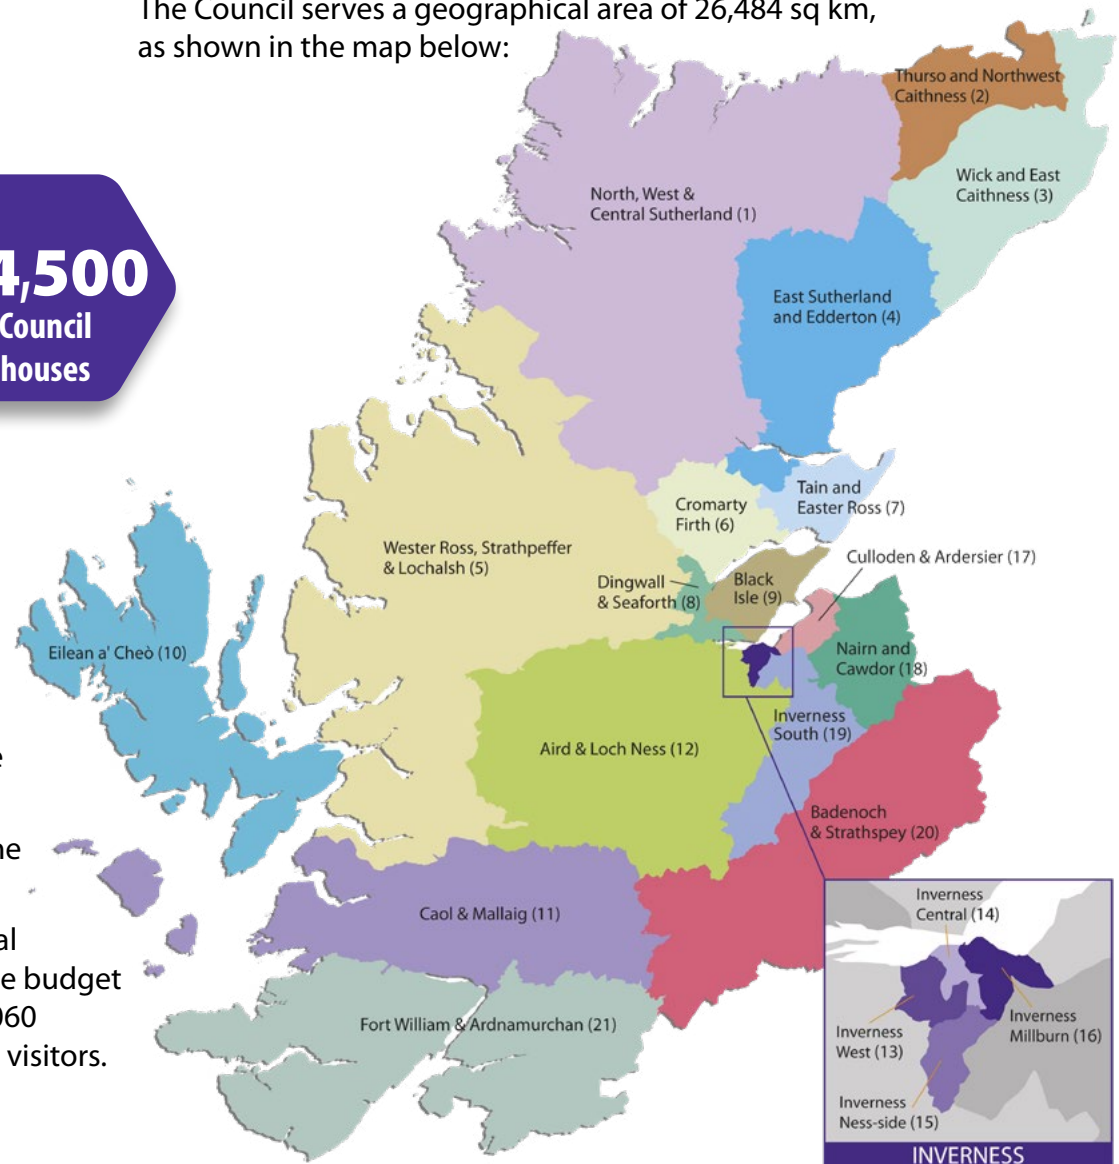 The Council serves a geographical area of 26,484 sq km,
as shown in the map below:
4,500
Council
houses
Thurso and Northwest
Caithness (2)
Wick and East
Caithness (3)
North, West &
Central Sutherland (1)
East Sutherland
and Edderton (4)
Tain and
Easter Ross (7)
Cromarty
Firth (6)
Wester Ross, Strathpeffer
& Lochalsh (5)
Culloden & Ardersier (17)
Dingwall
& Seaforth (8)
Black
Isle (9)
Eilean a' Cheò (10)
Nairn and
Cawdor (18)
Inverness
South (19)
Aird & Loch Ness (12)
Badenoch
& Strathspey (20)
Caol & Mallaig (11)
Fort William & Ardnamurchan (21)
e budget
060
visitors.
Inverness
Central (14)
Inverness
West (13)
Inverness
Millburn (16)
Inverness
Ness-side (15)
INVERNESS